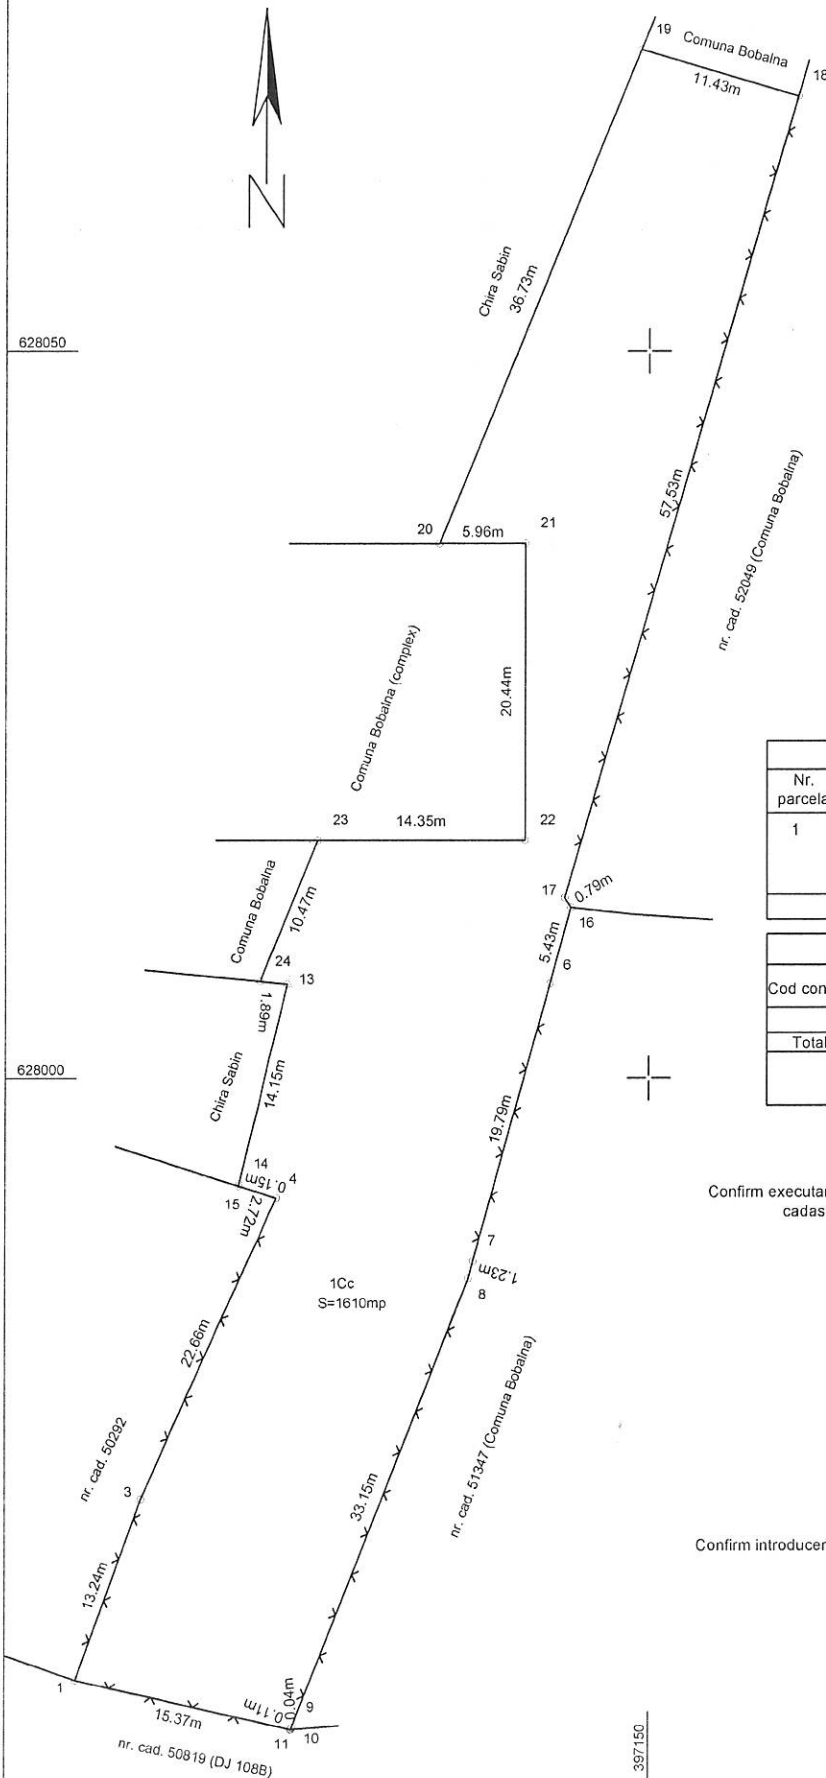 19
Comuna Bobalna
18
11.43m
N
Chira Sabin
36.73m
628050
57.53m
nr. cad. 52049 (Comuna Bobalna)
20
5.96m
21
Comuna Bobalna (complex)
20.44m
Nr.
parcela
1
23
14.35m
22
Comuna Bobalna
10.47m
17
0.79m
16
5.43m
24
13
6
1.89m
Cod con
Total
Chira Sabin
14.15m
628000
19.79m
14
0.15m
4
15
2.72m
Confirm executar
cadas
7
1.23m
8
1Cc
S=1610mp
22.66m
nr. cad. 50292
3
33.15m
nr. cad. 51347 (Comuna Bobalna)
13.24m
Confirm introducer
1
15.37m
0.11m
0.04m
9
10
11
nr. cad. 50819 (DJ 108B)
397150